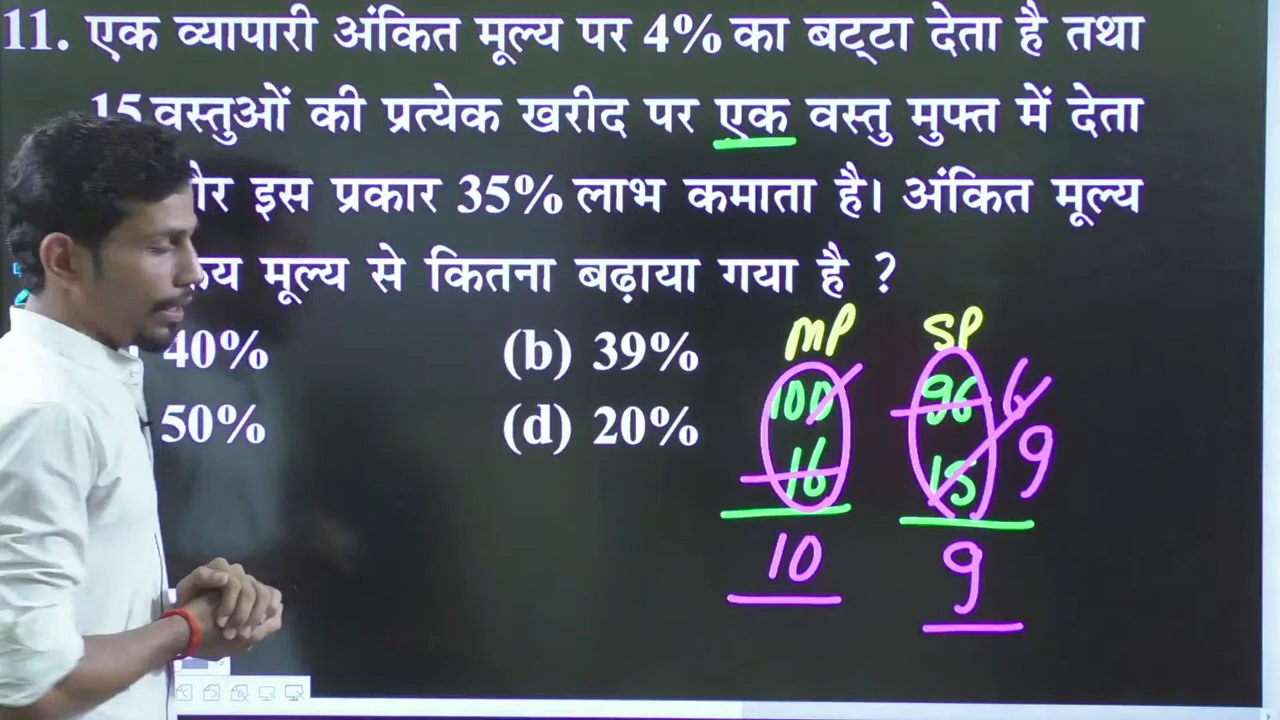 11. एक व्यापारी अंकित मूल्य पर 4% का बट्टा देता है तथा
15 वस्तुओं की प्रत्येक खरीद पर एक वस्तु मुफ्त में देता
इस प्रकार 35% लाभ कमाता है। अंकित मूल्य
मूल्य से कितना बढ़ाया गया है ?
40% (b) 39%
50% (d) 20%
MP SP
100 96 6
16 15 9
10 9